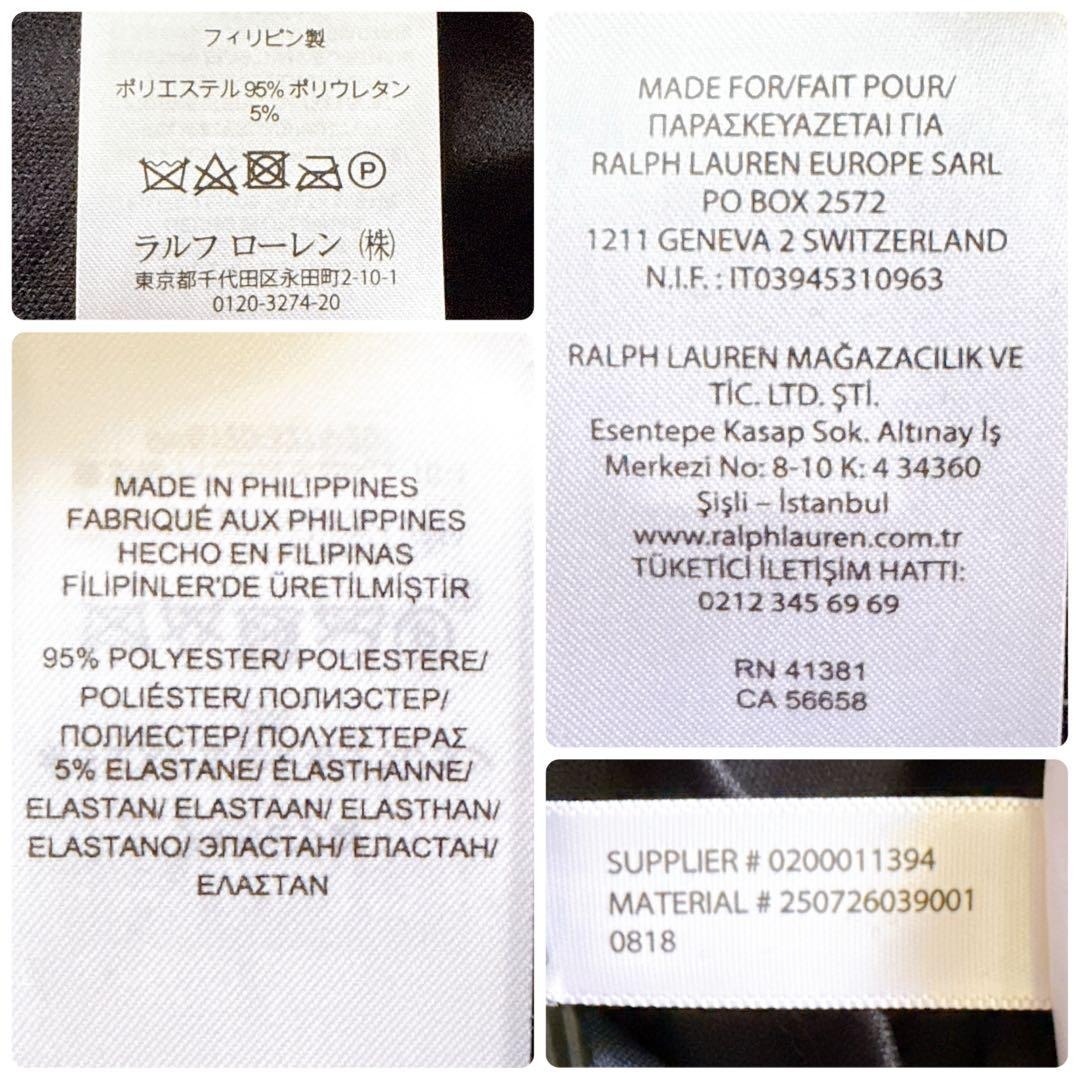 フィリピン製
ポリエステル 95% ポリウレタン
5%
P
ラルフ ローレン (株)
東京都千代田区永田町2-10-1
0120-3274-20
MADE IN PHILIPPINES
FABRIQUÉ AUX PHILIPPINES
HECHO EN FILIPINAS
FİLİPİNLER'DE ÜRETİLMİŞTİR
95% POLYESTER/ POLIESTERE/
POLIÉSTER/ ПОЛИЭСТЕР/
ПОЛИЕСТЕР/ ΠΟΛΥΕΣΤΕΡΑΣ
5% ELASTANE/ ÉLASTHANNE/
ELASTAN/ ELASTAAN/ ELASTHAN/
ELASTANO/ ЭЛАСТАН/ ЕЛАСТАН/
ΕΛΑΣΤΑΝ
MADE FOR/FAIT POUR/
ΠΑΡΑΣΚΕΥΑΖΕΤΑΙ ΓΙΑ
RALPH LAUREN EUROPE SARL
PO BOX 2572
1211 GENEVA 2 SWITZERLAND
N.I.F. : IT03945310963
RALPH LAUREN MAĞAZACILIK VE
TİC. LTD. ŞTİ.
Esentepe Kasap Sok. Altınay İş
Merkezi No: 8-10 K: 4 34360
Şişli – İstanbul
www.ralphlauren.com.tr
TÜKETİCİ İLETİŞİM HATTI:
0212 345 69 69
RN 41381
CA 56658
SUPPLIER # 0200011394
MATERIAL # 250726039001
0818